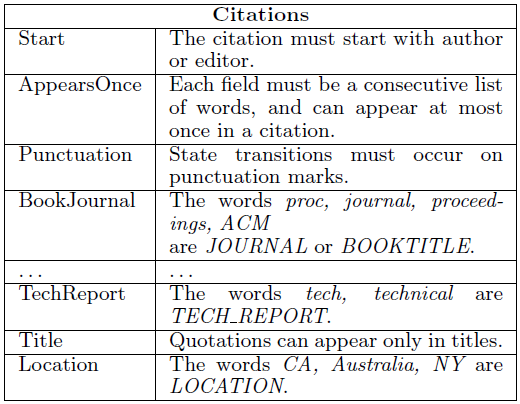 Citations
Start The citation must start with author
or editor.
AppearsOnce Each field must be a consecutive list
of words, and can appear at most
once in a citation.
Punctuation State transitions must occur on
punctuation marks.
BookJournal The words proc, journal, proceed-
ings, ACM
are JOURNAL or BOOKTITLE.
... ...
TechReport The words tech, technical are
TECH_REPORT.
Title Quotations can appear only in titles.
Location The words CA, Australia, NY are
LOCATION.